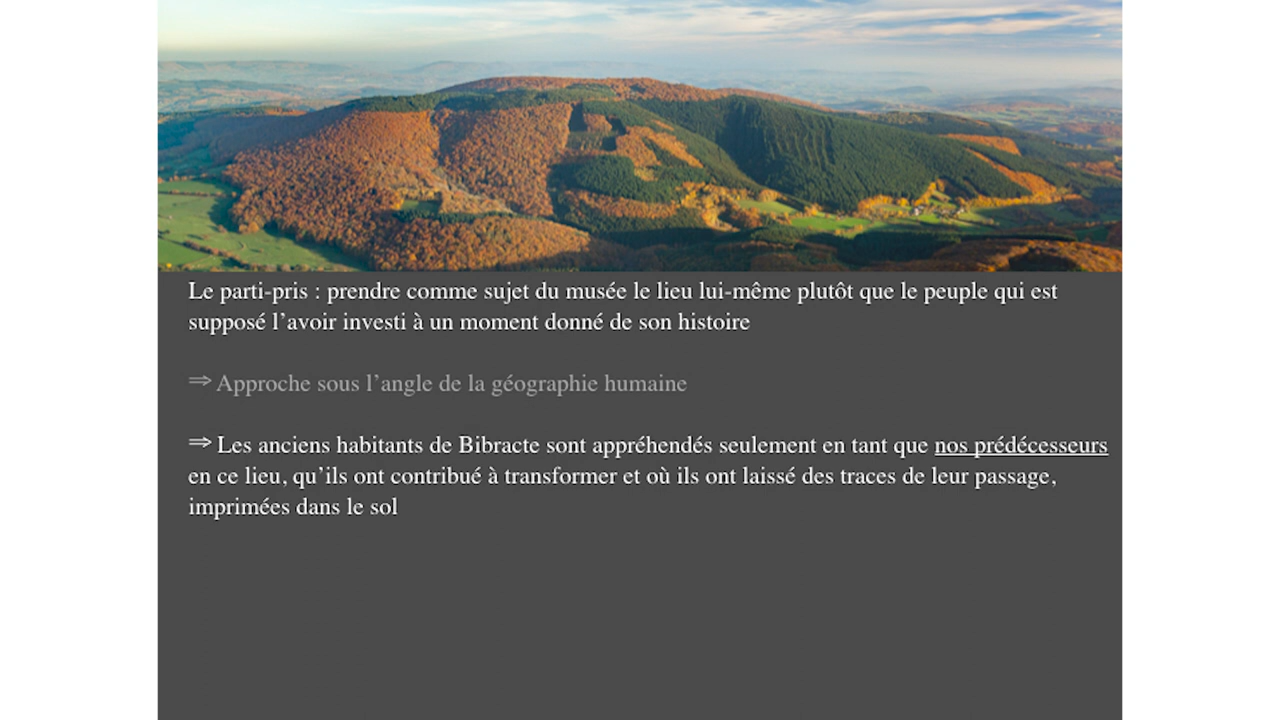 Le parti-pris : prendre comme sujet du musée le lieu lui-même plutôt que le peuple qui est
supposé l’avoir investi à un moment donné de son histoire
⇒ Approche sous l’angle de la géographie humaine
⇒ Les anciens habitants de Bibracte sont appréhendés seulement en tant que nos prédécesseurs
en ce lieu, qu’ils ont contribué à transformer et où ils ont laissé des traces de leur passage,
imprimées dans le sol